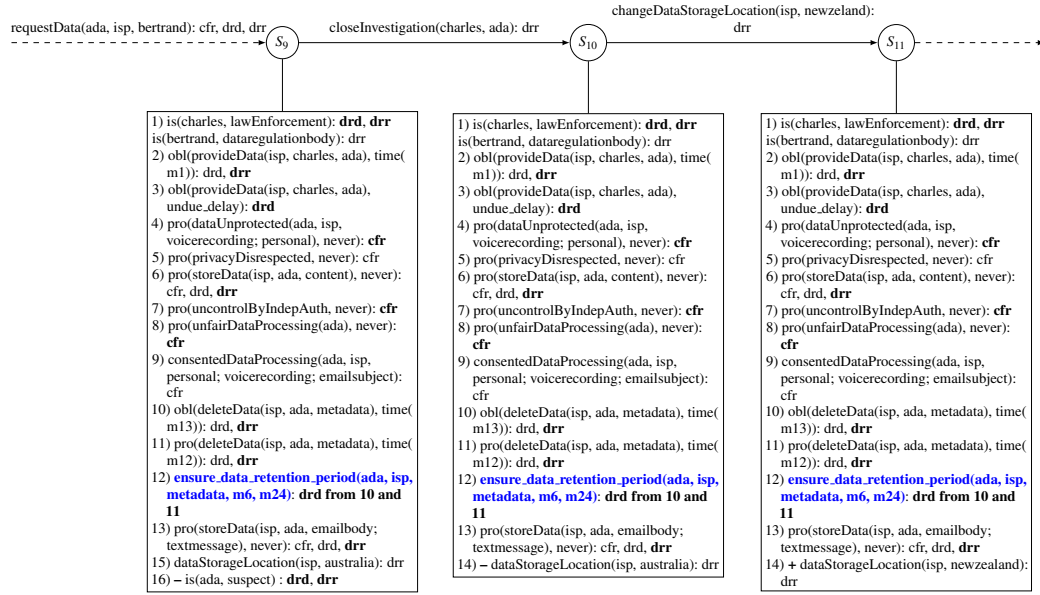 requestData(ada, isp, bertrand): cfr, drd, drr
closeInvestigation(charles, ada): drr
changeDataStorageLocation(isp, newzeland):
drr
S9
S10
S11
1) is(charles, lawEnforcement): drd, drr
is(bertrand, dataregulationbody): drr
2) obl(provideData(isp, charles, ada), time(
m1)): drd, drr
3) obl(provideData(isp, charles, ada),
undue_delay): drd
4) pro(dataUnprotected(ada, isp,
voicerecording; personal), never): cfr
5) pro(privacyDisrespected, never): cfr
6) pro(storeData(isp, ada, content), never):
cfr, drd, drr
7) pro(uncontrolByIndepAuth, never): cfr
8) pro(unfairDataProcessing(ada), never):
cfr
9) consentedDataProcessing(ada, isp,
personal; voicerecording; emailsubject):
cfr
10) obl(deleteData(isp, ada, metadata), time(
m13)): drd, drr
11) pro(deleteData(isp, ada, metadata), time(
m12)): drd, drr
12) ensure_data_retention_period(ada, isp,
metadata, m6, m24): drd from 10 and
11
13) pro(storeData(isp, ada, emailbody;
textmessage), never): cfr, drd, drr
15) dataStorageLocation(isp, australia): drr
16) – is(ada, suspect) : drd, drr
1) is(charles, lawEnforcement): drd, drr
is(bertrand, dataregulationbody): drr
2) obl(provideData(isp, charles, ada), time(
m1)): drd, drr
3) obl(provideData(isp, charles, ada),
undue_delay): drd
4) pro(dataUnprotected(ada, isp,
voicerecording; personal), never): cfr
5) pro(privacyDisrespected, never): cfr
6) pro(storeData(isp, ada, content), never):
cfr, drd, drr
7) pro(uncontrolByIndepAuth, never): cfr
8) pro(unfairDataProcessing(ada), never):
cfr
9) consentedDataProcessing(ada, isp,
personal; voicerecording; emailsubject):
cfr
10) obl(deleteData(isp, ada, metadata), time(
m13)): drd, drr
11) pro(deleteData(isp, ada, metadata), time(
m12)): drd, drr
12) ensure_data_retention_period(ada, isp,
metadata, m6, m24): drd from 10 and
11
13) pro(storeData(isp, ada, emailbody;
textmessage), never): cfr, drd, drr
14) – dataStorageLocation(isp, australia): drr
1) is(charles, lawEnforcement): drd, drr
is(bertrand, dataregulationbody): drr
2) obl(provideData(isp, charles, ada), time(
m1)): drd, drr
3) obl(provideData(isp, charles, ada),
undue_delay): drd
4) pro(dataUnprotected(ada, isp,
voicerecording; personal), never): cfr
5) pro(privacyDisrespected, never): cfr
6) pro(storeData(isp, ada, content), never):
cfr, drd, drr
7) pro(uncontrolByIndepAuth, never): cfr
8) pro(unfairDataProcessing(ada), never):
cfr
9) consentedDataProcessing(ada, isp,
personal; voicerecording; emailsubject):
cfr
10) obl(deleteData(isp, ada, metadata), time(
m13)): drd, drr
11) pro(deleteData(isp, ada, metadata), time(
m12)): drd, drr
12) ensure_data_retention_period(ada, isp,
metadata, m6, m24): drd from 10 and
11
13) pro(storeData(isp, ada, emailbody;
textmessage), never): cfr, drd, drr
14) + dataStorageLocation(isp, newzealand):
drr